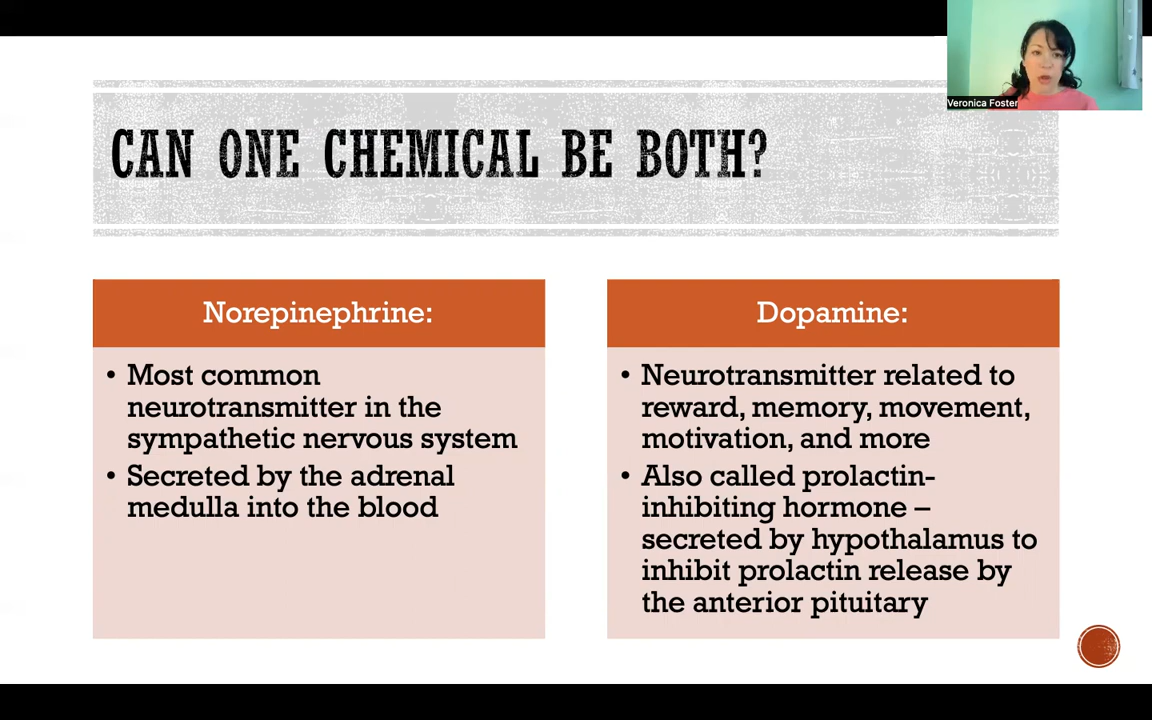 Veronica Foster
CAN ONE CHEMICAL BE BOTH?
Norepinephrine:
• Most common
neurotransmitter in the
sympathetic nervous system
• Secreted by the adrenal
medulla into the blood
Dopamine:
• Neurotransmitter related to
reward, memory, movement,
motivation, and more
• Also called prolactin-
inhibiting hormone –
secreted by hypothalamus to
inhibit prolactin release by
the anterior pituitary